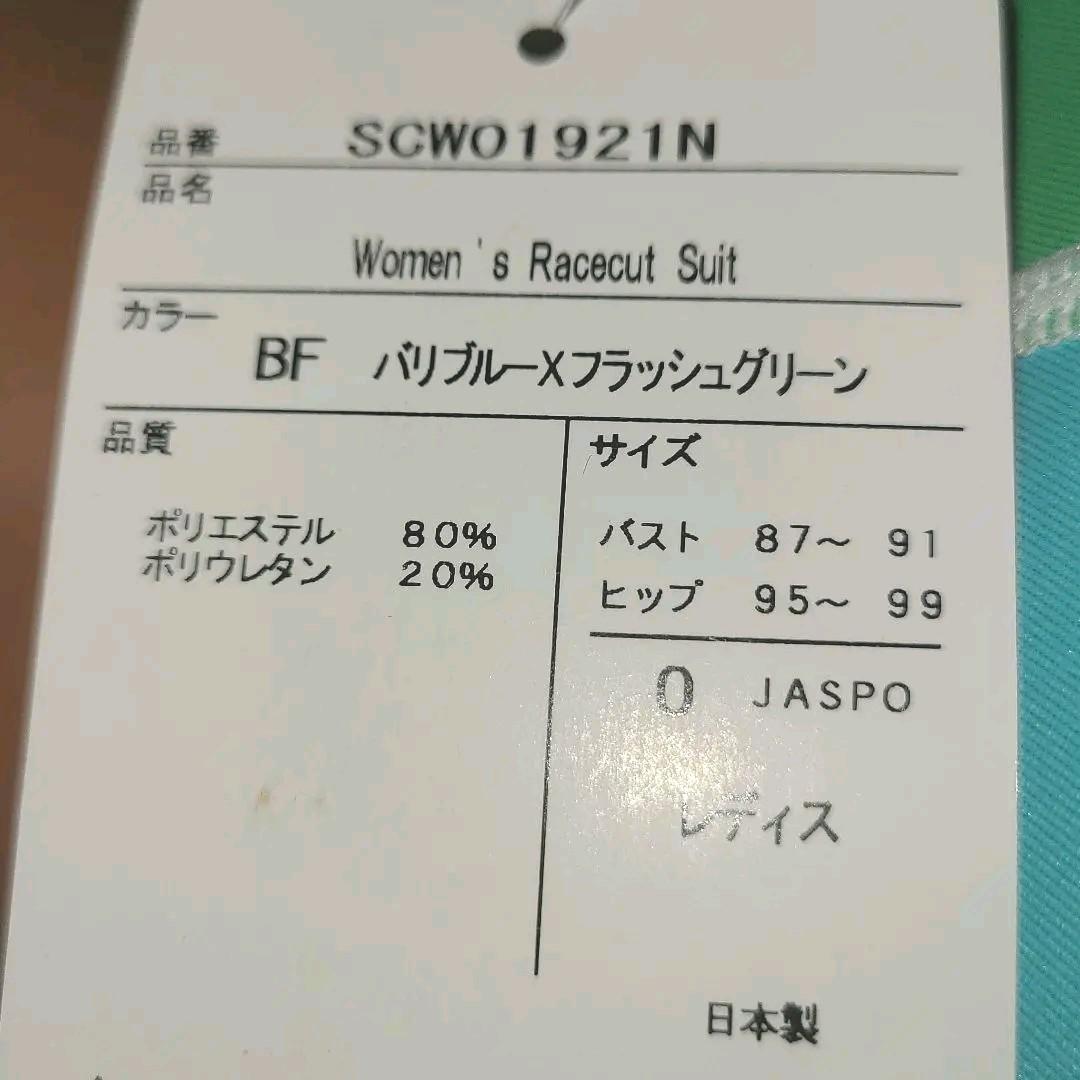 品番 SCW01921N
品名
Women's Racecut Suit
カラー
BF バリブルーXフラッシュグリーン
品質
ポリエステル 80%
ポリウレタン 20%
サイズ
バスト 87～ 91
ヒップ 95～ 99
O JASPO
レディス
日本製